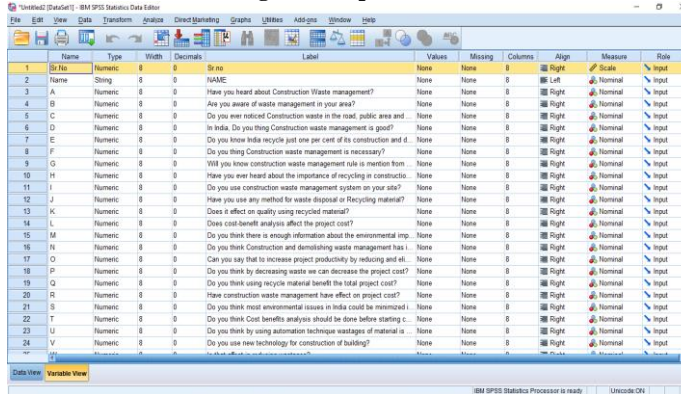 *Untitled2 [DataSet1] - IBM SPSS Statistics Data Editor
File Edit View Data Transform Analyze Direct Marketing Graphs Utilities Add-ons Window Help
Name Type Width Decimals Label Values Missing Columns Align Measure Role
1 Sr.No Numeric 8 0 Sr no None None 8 Right Scale Input
2 Name String 8 0 NAME None None 8 Left Nominal Input
3 A Numeric 8 0 Have you heard about Construction Waste management? None None 8 Right Nominal Input
4 B Numeric 8 0 Are you aware of waste management in your area? None None 8 Right Nominal Input
5 C Numeric 8 0 Do you ever noticed Construction waste in the road, public area and ... None None 8 Right Nominal Input
6 D Numeric 8 0 In India, Do you thing Construction waste management is good? None None 8 Right Nominal Input
7 E Numeric 8 0 Do you know India recycle just one per cent of its construction and d... None None 8 Right Nominal Input
8 F Numeric 8 0 Do you thing Construction waste management is necessary? None None 8 Right Nominal Input
9 G Numeric 8 0 Will you know construction waste management rule is mention from ... None None 8 Right Nominal Input
10 H Numeric 8 0 Have you ever heard about the importance of recycling in constructio... None None 8 Right Nominal Input
11 I Numeric 8 0 Do you use construction waste management system on your site? None None 8 Right Nominal Input
12 J Numeric 8 0 Have you use any method for waste disposal or Recycling material? None None 8 Right Nominal Input
13 K Numeric 8 0 Does it effect on quality using recycled material? None None 8 Right Nominal Input
14 L Numeric 8 0 Does cost-benefit analysis affect the project cost? None None 8 Right Nominal Input
15 M Numeric 8 0 Do you think there is enough information about the environmental imp... None None 8 Right Nominal Input
16 N Numeric 8 0 Do you think Construction and demolishing waste management has i... None None 8 Right Nominal Input
17 O Numeric 8 0 Can you say that to increase project productivity by reducing and eli... None None 8 Right Nominal Input
18 P Numeric 8 0 Do you think by decreasing waste we can decrease the project cost? None None 8 Right Nominal Input
19 Q Numeric 8 0 Do you think using recycle material benefit the total project cost? None None 8 Right Nominal Input
20 R Numeric 8 0 Have construction waste management have effect on project cost? None None 8 Right Nominal Input
21 S Numeric 8 0 Do you think most environmental issues in India could be minimized i... None None 8 Right Nominal Input
22 T Numeric 8 0 Do you think Cost benefits analysis should be done before starting c... None None 8 Right Nominal Input
23 U Numeric 8 0 Do you think by using automation technique wastages of material is ... None None 8 Right Nominal Input
24 V Numeric 8 0 Do you use new technology for construction of building? None None 8 Right Nominal Input
Data View Variable View
IBM SPSS Statistics Processor is ready Unicode:ON